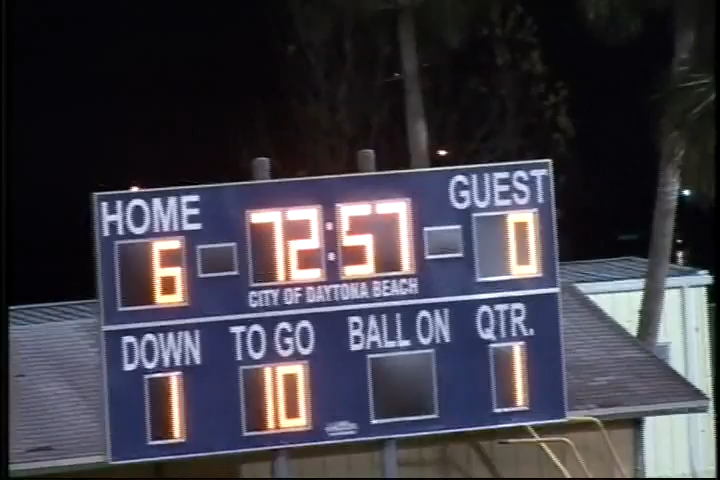 HOME 72:57 GUEST
6 0
CITY OF DAYTONA BEACH
DOWN TO GO BALL ON QTR.
1 10 1